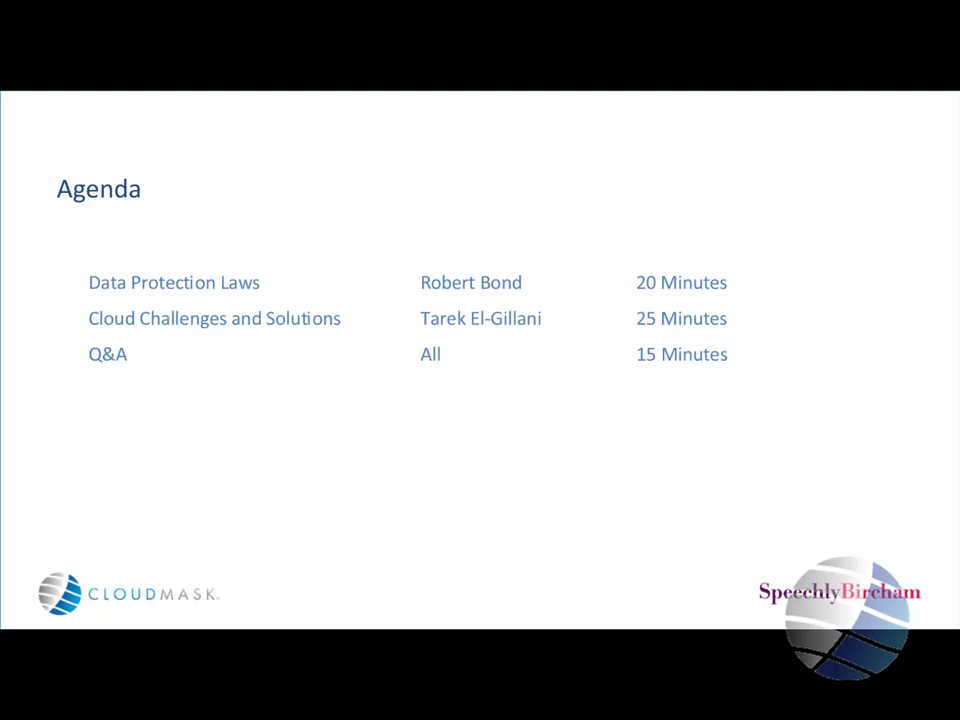 Agenda
Data Protection Laws Robert Bond 20 Minutes
Cloud Challenges and Solutions Tarek El-Gillani 25 Minutes
Q&A All 15 Minutes
CLOUDMASK
SpeechlyBircham